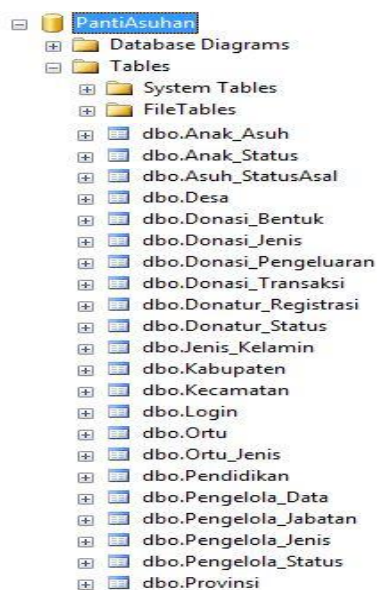 PantiAsuhan
Database Diagrams
Tables
System Tables
FileTables
dbo.Anak_Asuh
dbo.Anak_Status
dbo.Asuh_StatusAsal
dbo.Desa
dbo.Donasi_Bentuk
dbo.Donasi_Jenis
dbo.Donasi_Pengeluaran
dbo.Donasi_Transaksi
dbo.Donatur_Registrasi
dbo.Donatur_Status
dbo.Jenis_Kelamin
dbo.Kabupaten
dbo.Kecamatan
dbo.Login
dbo.Ortu
dbo.Ortu_Jenis
dbo.Pendidikan
dbo.Pengelola_Data
dbo.Pengelola_Jabatan
dbo.Pengelola_Jenis
dbo.Pengelola_Status
dbo.Provinsi